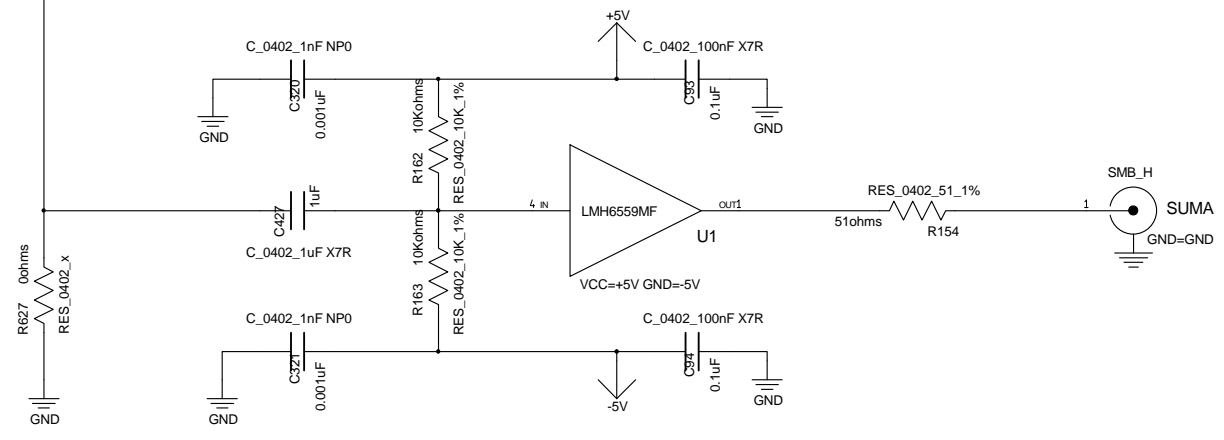 +5V
C_0402_1nF NP0
C_0402_100nF X7R
C320
0.001uF
GND
10Kohms
R162
RES_0402_10K_1%
C93
0.1uF
GND
C427
1uF
C_0402_1uF X7R
4 IN
LMH6559MF
OUT1
U1
VCC=+5V GND=-5V
RES_0402_51_1%
51ohms
R154
SMB_H
1
SUMA
GND=GND
0ohms
R627
RES_0402_x
GND
10Kohms
R163
RES_0402_10K_1%
C_0402_1nF NP0
C321
0.001uF
GND
C_0402_100nF X7R
C94
0.1uF
GND
-5V